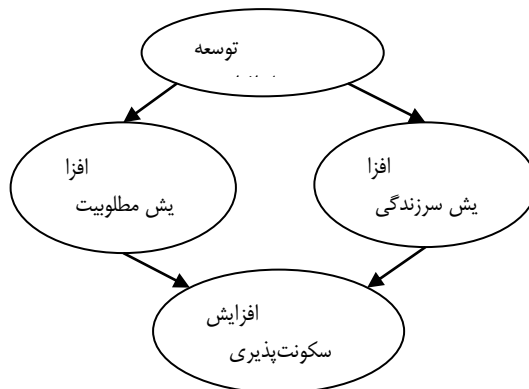 توسعه
افزا
یش سرزندگی
افزا
یش مطلوبیت
افزایش
سکونت‌پذیری